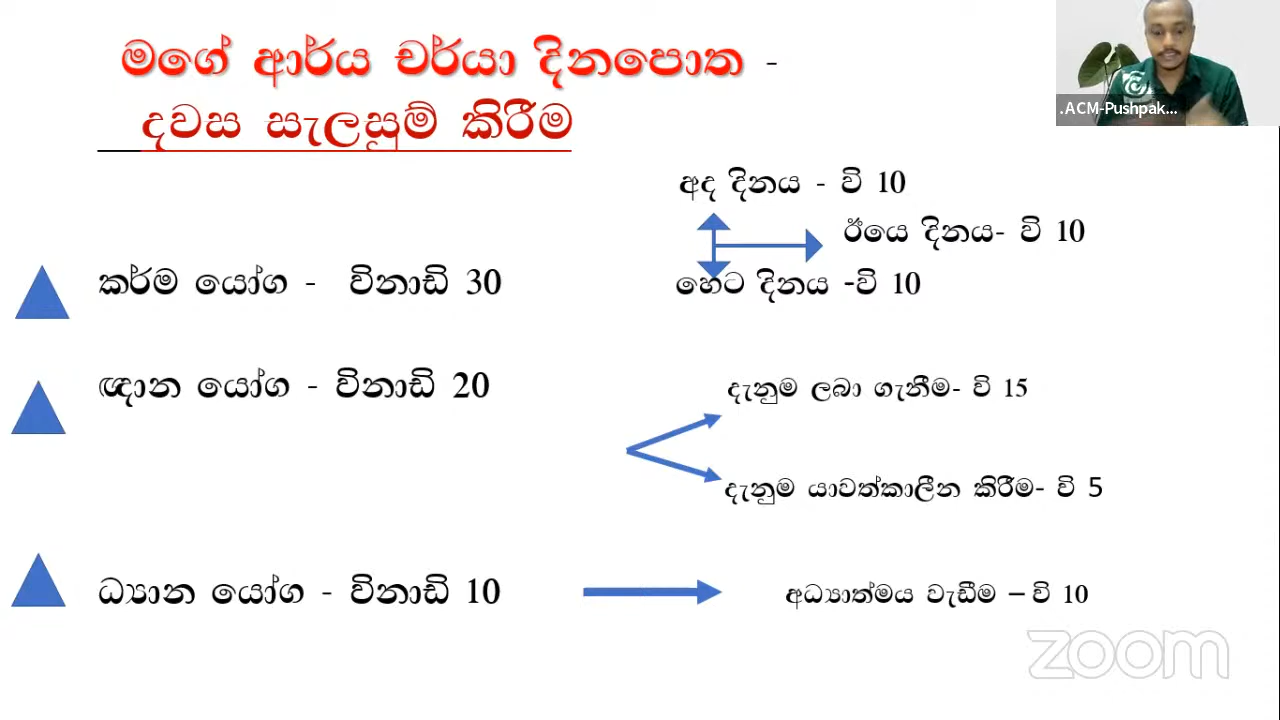 මගේ ආර්ය චර්යා දිනපොත -
දවස සැලසුම් කිරීම
.ACM-Pushpak...
අද දිනය - වි 10
ඊයෙ දිනය- වි 10
කර්ම යෝග - විනාඩි 30
හෙට දිනය -වි 10
ඥාන යෝග - විනාඩි 20
දැනුම ලබා ගැනීම- වි 15
දැනුම යාවත්කාලීන කිරීම- වි 5
ධ්‍යාන යෝග - විනාඩි 10
අධ්‍යාත්මය වැඩීම – වි 10
zoom